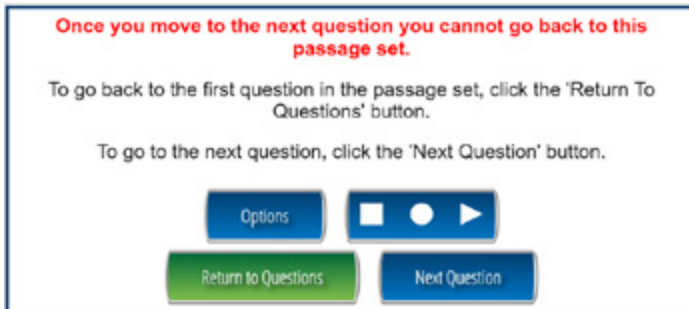 Once you move to the next question you cannot go back to this
passage set.
To go back to the first question in the passage set, click the 'Return To
Questions' button.
To go to the next question, click the 'Next Question' button.
Options
Return to Questions
Next Question